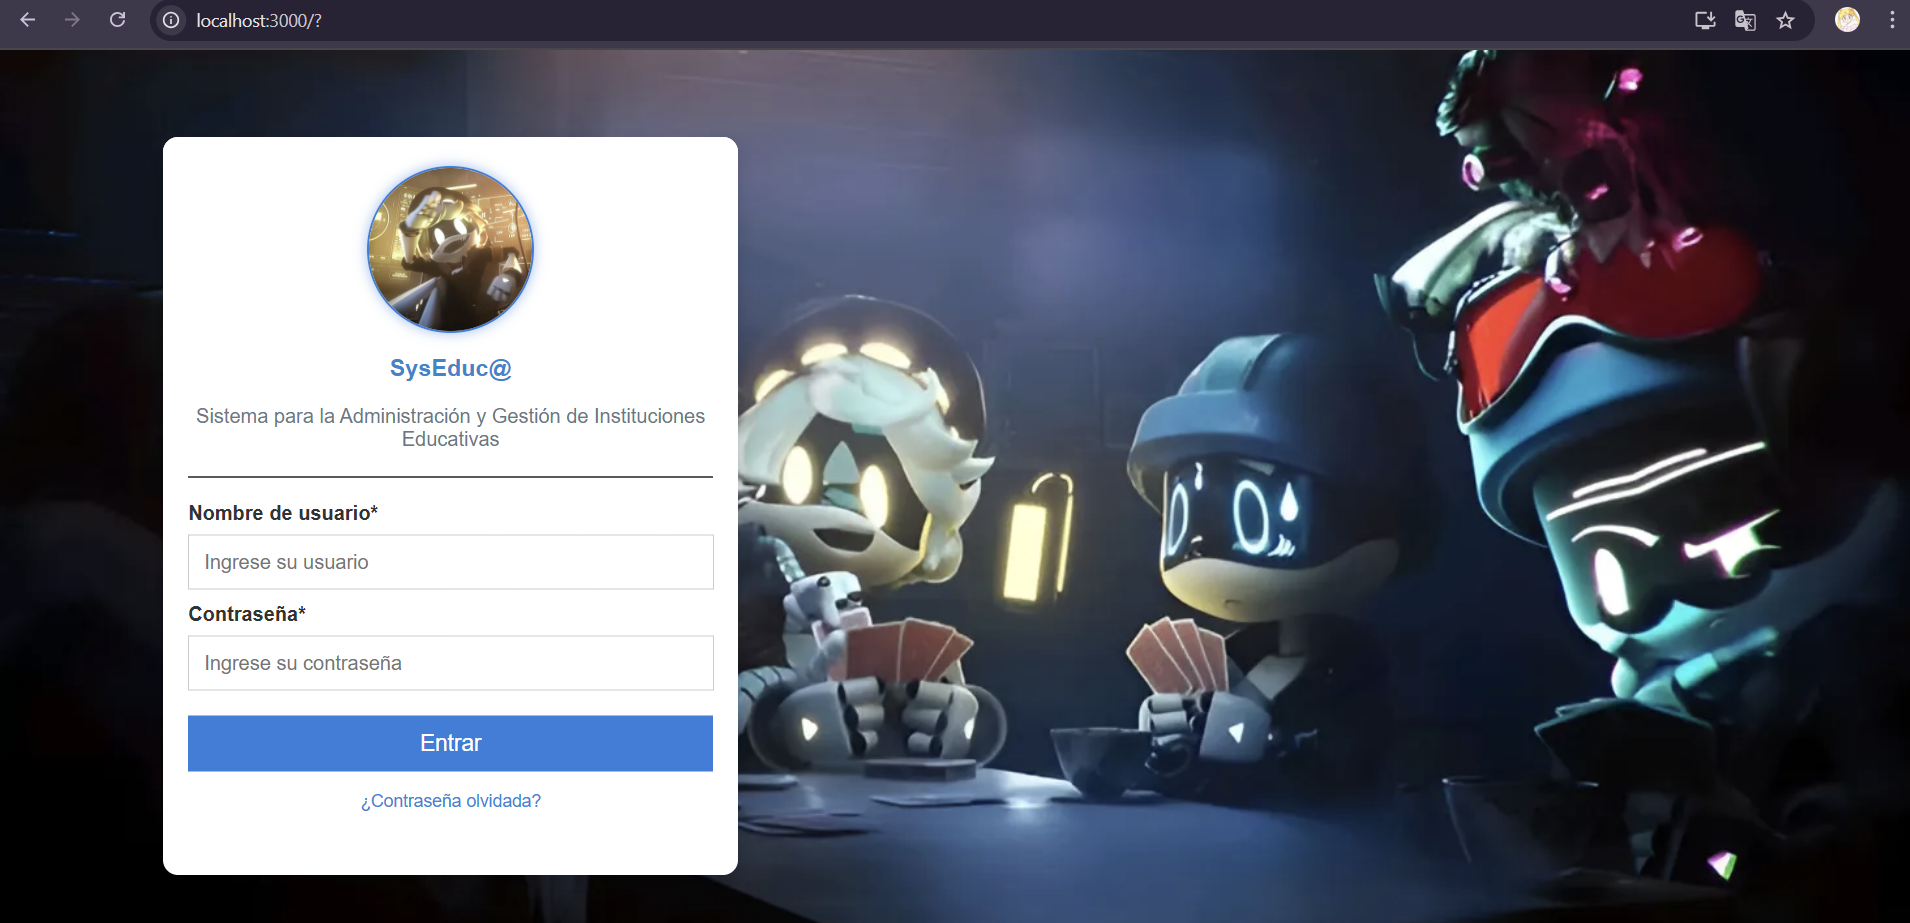 localhost:3000/?
SysEduc@
Sistema para la Administración y Gestión de Instituciones
Educativas
Nombre de usuario*
Ingrese su usuario
Contraseña*
Ingrese su contraseña
Entrar
¿Contraseña olvidada?